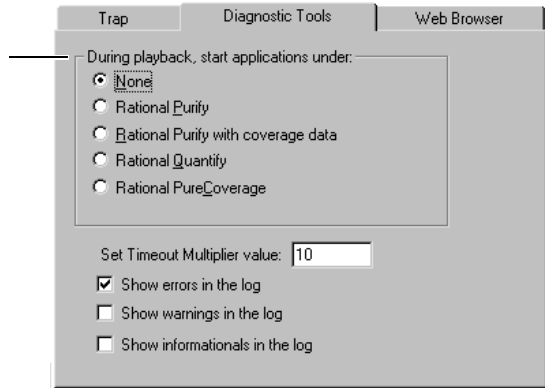 Trap Diagnostic Tools Web Browser
During playback, start applications under:
None
Rational Purify
Rational Purify with coverage data
Rational Quantify
Rational PureCoverage
Set Timeout Multiplier value: 10
Show errors in the log
Show warnings in the log
Show informationals in the log